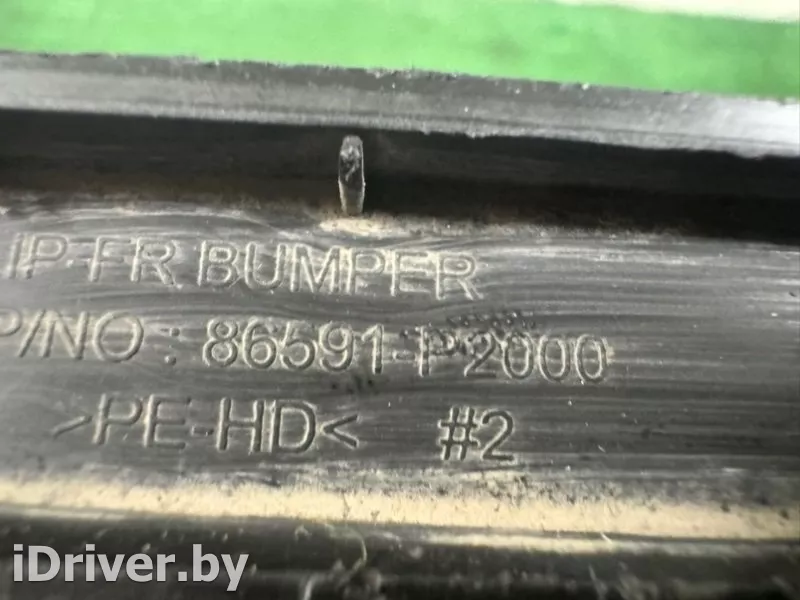 IP-FR BUMPER
P/NO : 86591-P2000
>PE-HD< #2
iDriver.by